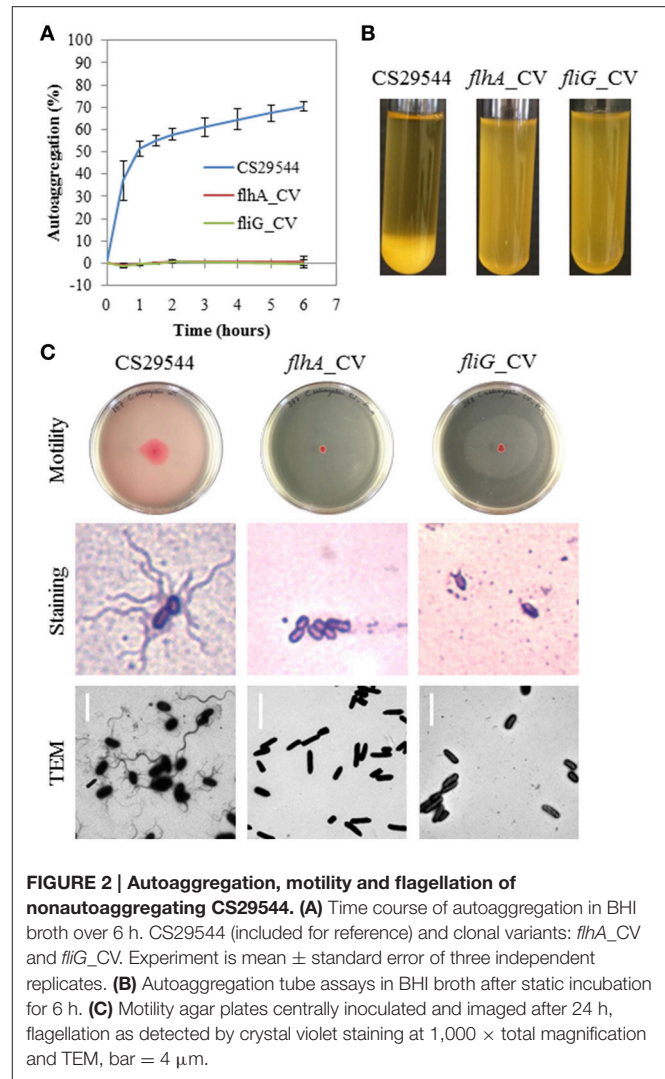 A
B
100
90
80
70
60
50
40
30
20
10
0
-10
Autoaggregation (%)
CS29544
flhA_CV
fliG_CV
0 1 2 3 4 5 6 7
Time (hours)
CS29544 flhA_CV fliG_CV
C
CS29544 flhA_CV fliG_CV
Motility
Staining
TEM
FIGURE 2 | Autoaggregation, motility and flagellation of
nonautoaggregating CS29544. (A) Time course of autoaggregation in BHI
broth over 6 h. CS29544 (included for reference) and clonal variants: flhA_CV
and fliG_CV. Experiment is mean ± standard error of three independent
replicates. (B) Autoaggregation tube assays in BHI broth after static incubation
for 6 h. (C) Motility agar plates centrally inoculated and imaged after 24 h,
flagellation as detected by crystal violet staining at 1,000 × total magnification
and TEM, bar = 4 μm.